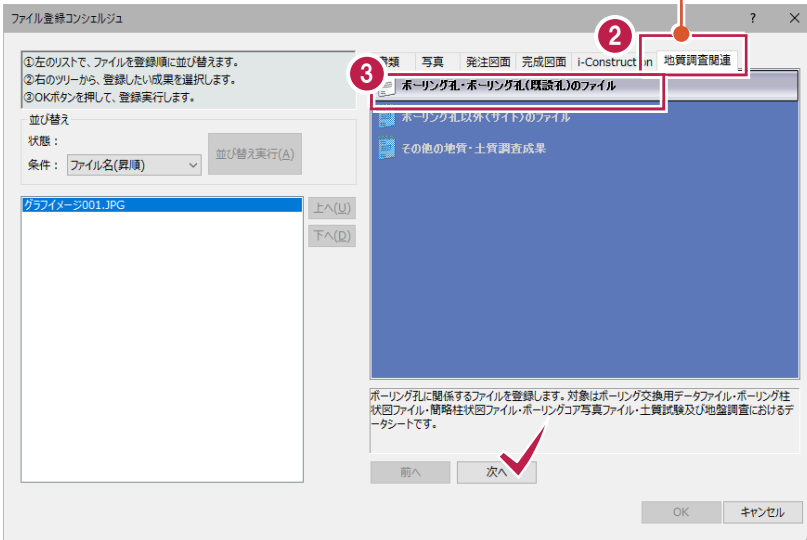 ファイル登録コンシェルジュ
? ×
①左のリストで、ファイルを登録順に並び替えます。
②右のツリーから、登録したい成果を選択します。
③OKボタンを押して、登録実行します。
並び替え
状態：
条件： ファイル名(昇順)
並び替え実行(A)
グラフイメージ001.JPG
上へ(U)
下へ(D)
2
類 写真 発注図面 完成図面 i-Construction 地質調査関連
3
ボーリング孔・ボーリング孔(既設孔)のファイル
ボーリング孔以外(サイト)のファイル
その他の地質・土質調査成果
ボーリング孔に関係するファイルを登録します。対象はボーリング交換用データファイル・ボーリング柱
状図ファイル・簡略柱状図ファイル・ボーリングコア写真ファイル・土質試験及び地盤調査におけるデ
ータシートです。
前へ 次へ
OK キャンセル